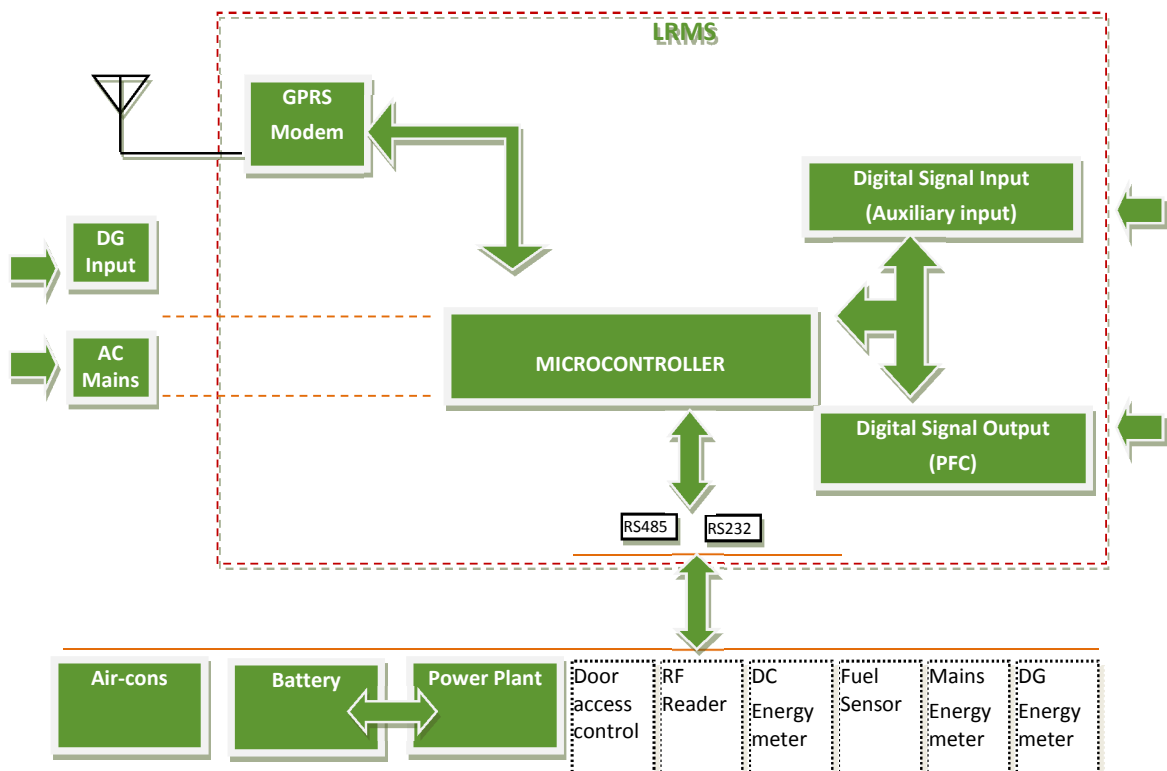 LRMS
GPRS
Modem
Digital Signal Input
(Auxiliary input)
DG
Input
AC
Mains
MICROCONTROLLER
Digital Signal Output
(PFC)
RS485
RS232
Air-cons
Battery
Power Plant
Door
access
control
RF
Reader
DC
Energy
meter
Fuel
Sensor
Mains
Energy
meter
DG
Energy
meter